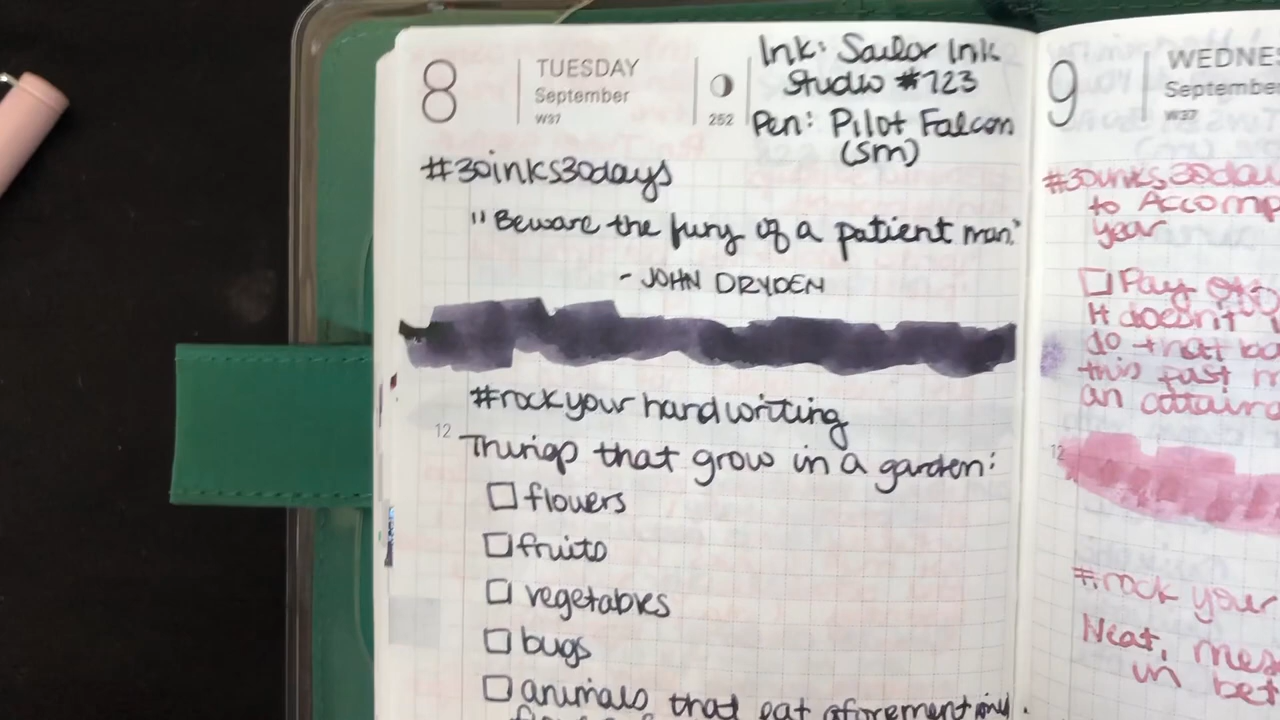 8
TUESDAY
September
W37
252
Ink: Sailor Ink
Studio #123
Pen: Pilot Falcon
(SM)
#30inks30days
"Beware the fury of a patient man."
- JOHN DRYDEN
#rockyourhandwriting
12
Things that grow in a garden:
flowers
fruits
vegetables
bugs
animals that eat aforementioned
9
WEDNES
September
W37
#30inks30day
to Accomp
year
Pay off
It doesn't
do that
this past
an
12
#rock your
Neat, mes
in bet